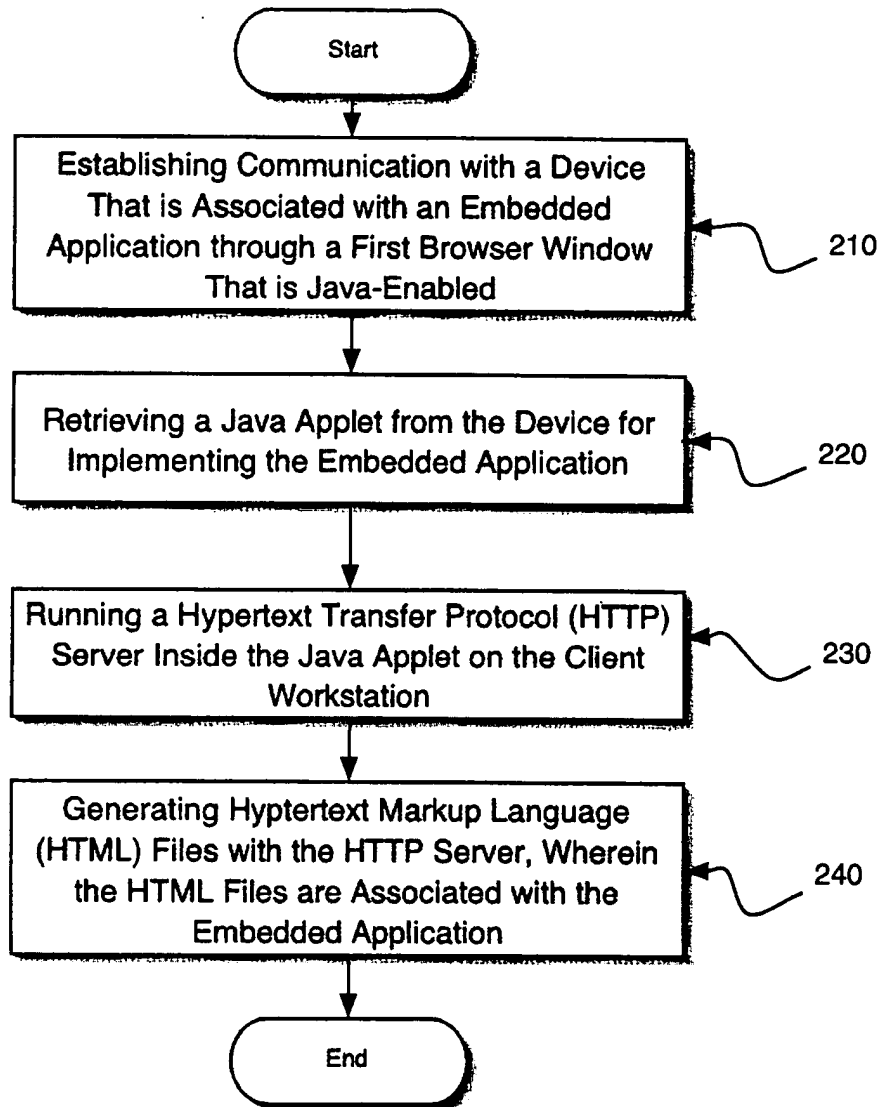 Start
Establishing Communication with a Device
That is Associated with an Embedded
Application through a First Browser Window
That is Java-Enabled
210
Retrieving a Java Applet from the Device for
Implementing the Embedded Application
220
Running a Hypertext Transfer Protocol (HTTP)
Server Inside the Java Applet on the Client
Workstation
230
Generating Hyptertext Markup Language
(HTML) Files with the HTTP Server, Wherein
the HTML Files are Associated with the
Embedded Application
240
End